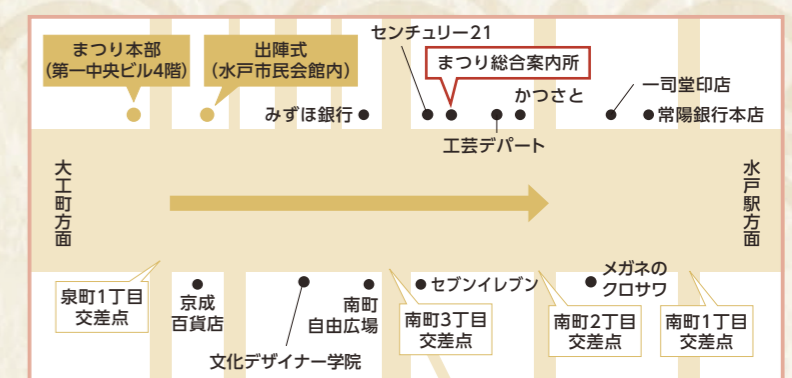 まつり本部
(第一中央ビル4階)
出陣式
(水戸市民会館内)
センチュリー21
まつり総合案内所
みずほ銀行
かつさと
一司堂印店
常陽銀行本店
工芸デパート
大工町方面
水戸駅方面
泉町1丁目
交差点
京成
百貨店
文化デザイナー学院
南町
自由広場
セブンイレブン
南町3丁目
交差点
メガネの
クロサワ
南町2丁目
交差点
南町1丁目
交差点